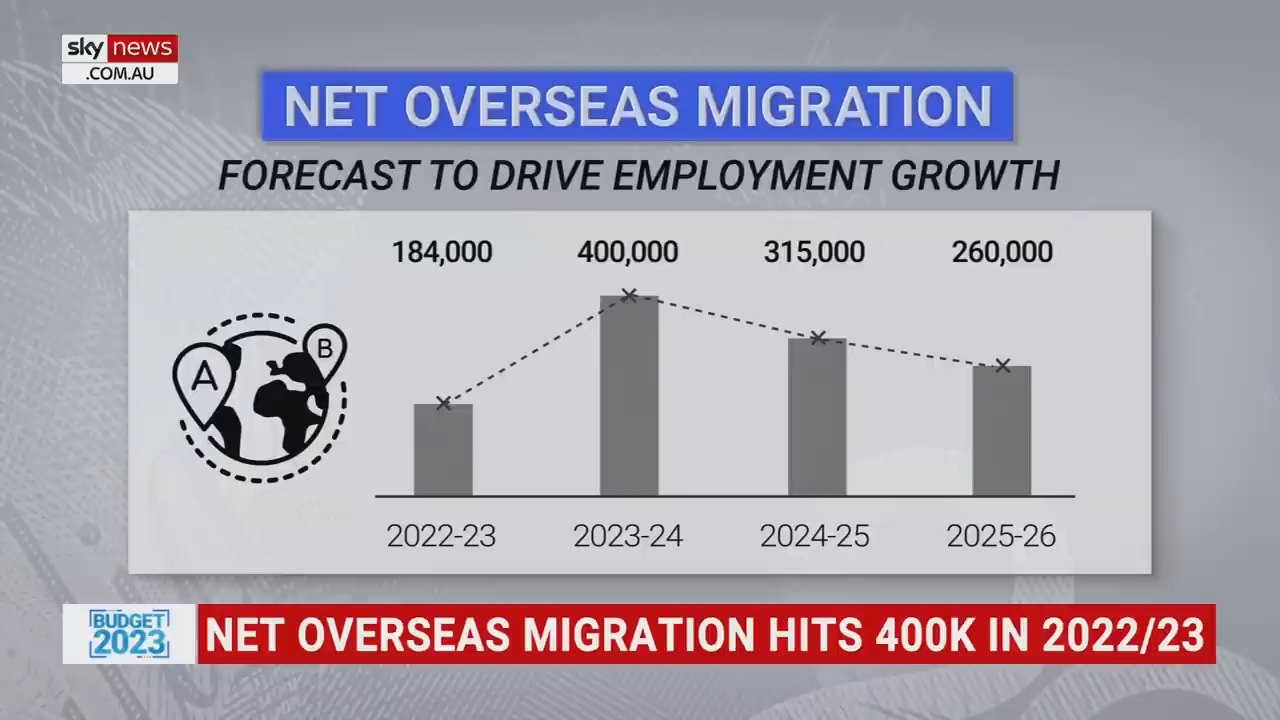 sky news
.COM.AU
NET OVERSEAS MIGRATION
FORECAST TO DRIVE EMPLOYMENT GROWTH
184,000 400,000 315,000 260,000
A B
2022-23 2023-24 2024-25 2025-26
BUDGET
2023
NET OVERSEAS MIGRATION HITS 400K IN 2022/23